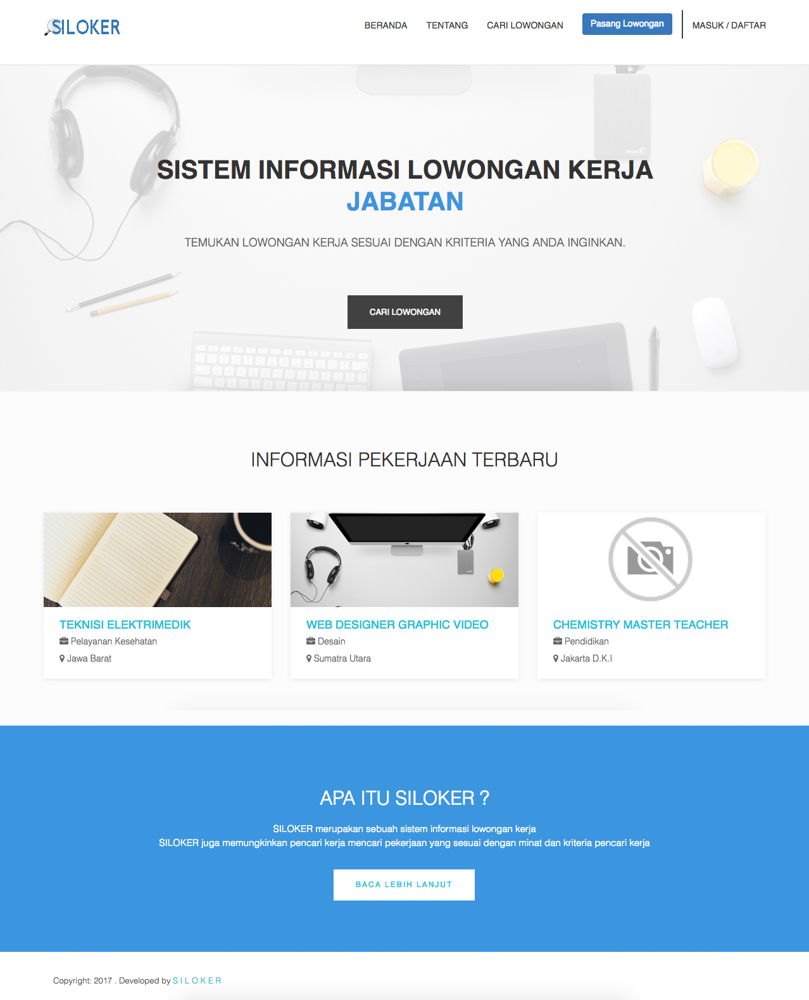 SILOKER
BERANDA
TENTANG
CARI LOWONGAN
Pasang Lowongan
MASUK / DAFTAR
SISTEM INFORMASI LOWONGAN KERJA
JABATAN
TEMUKAN LOWONGAN KERJA SESUAI DENGAN KRITERIA YANG ANDA INGINKAN.
CARI LOWONGAN
INFORMASI PEKERJAAN TERBARU
TEKNISI ELEKTRIMEDIK
Pelayanan Kesehatan
Jawa Barat
WEB DESIGNER GRAPHIC VIDEO
Desain
Sumatra Utara
CHEMISTRY MASTER TEACHER
Pendidikan
Jakarta D.K.I
APA ITU SILOKER ?
SILOKER merupakan sebuah sistem informasi lowongan kerja
SILOKER juga memungkinkan pencari kerja mencari pekerjaan yang sesuai dengan minat dan kriteria pencari kerja
BACA LEBIH LANJUT
Copyright: 2017 . Developed by S I L O K E R